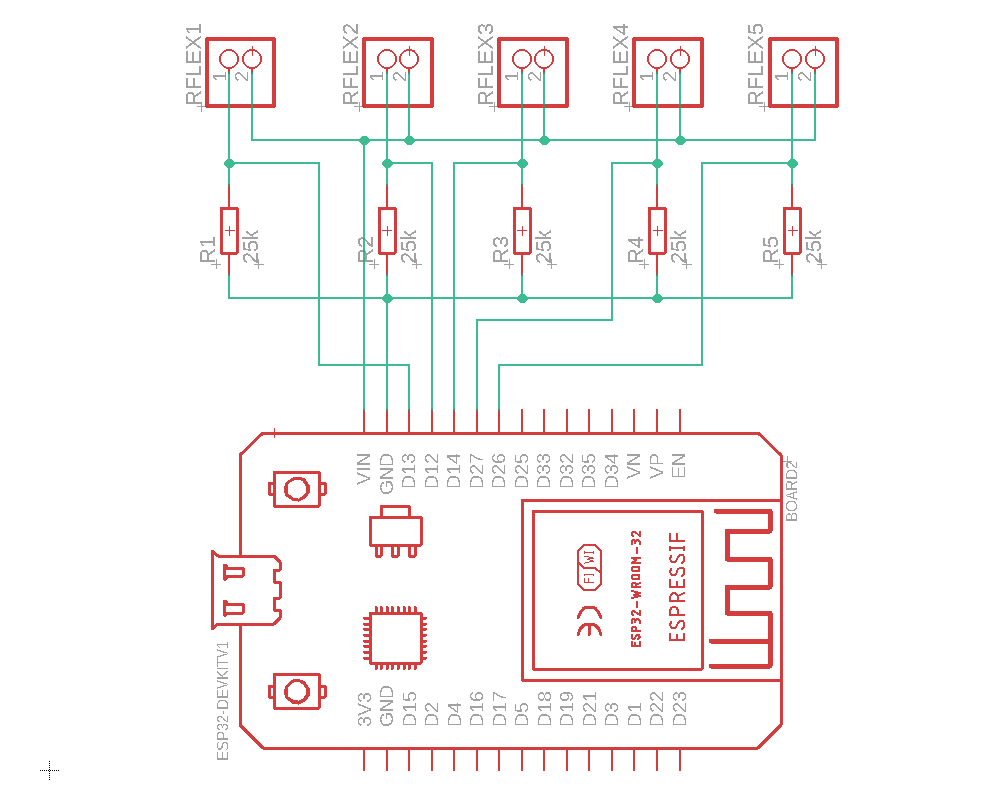 RFLEX1
1
2
RFLEX2
1
2
RFLEX3
1
2
RFLEX4
1
2
RFLEX5
1
2
R1
25k
R2
25k
R3
25k
R4
25k
R5
25k
VIN
GND
D13
D12
D14
D27
D26
D25
D33
D32
D35
D34
VN
VP
EN
BOARD2
WI
FI
CE
ESP32-WROOM-32
ESPRESSIF
ESP32-DEVKITV1
3V3
GND
D15
D2
D4
D16
D17
D5
D18
D19
D21
D3
D1
D22
D23